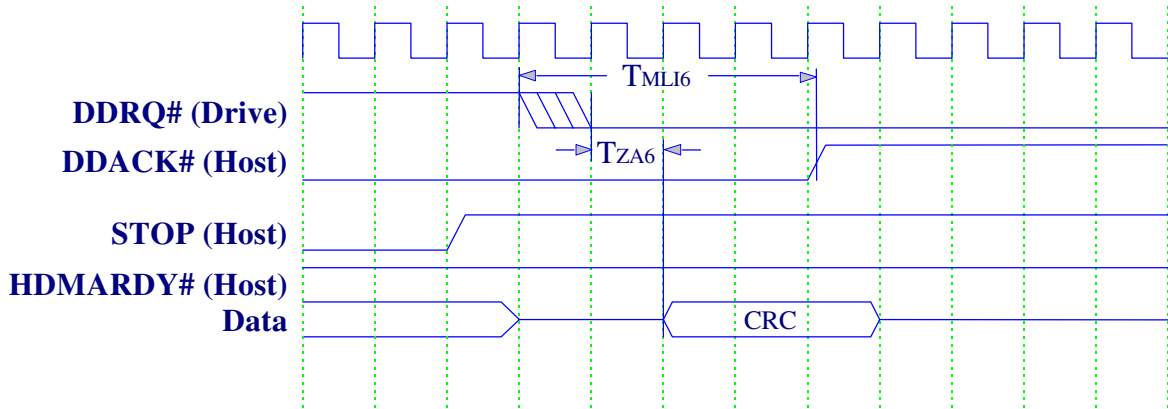 TMLI6
DDRQ# (Drive)
TZA6
DDACK# (Host)
STOP (Host)
HDMARDY# (Host)
Data
CRC